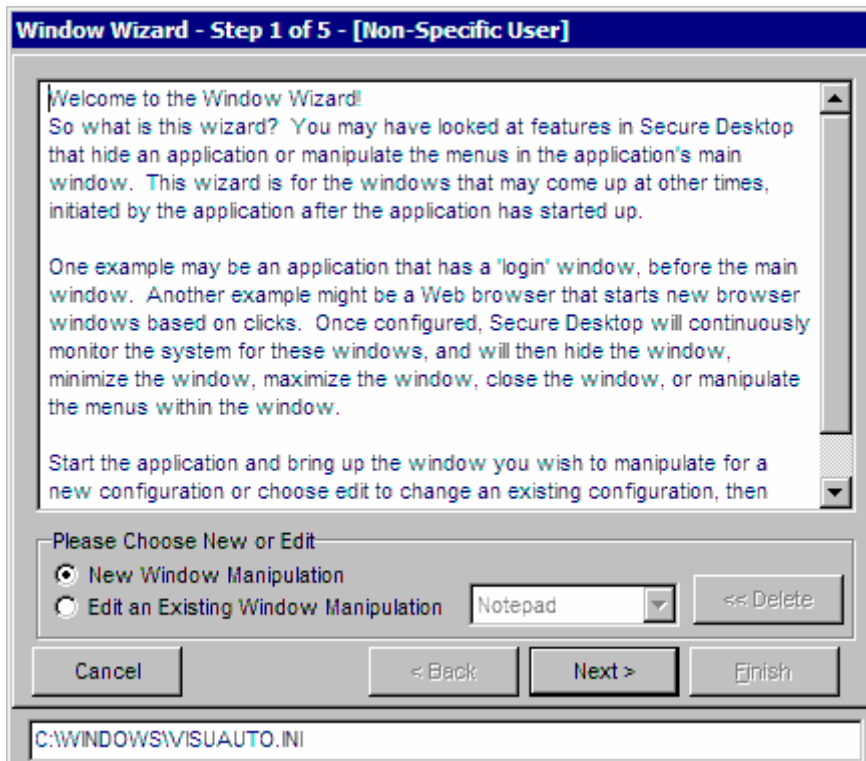 Window Wizard - Step 1 of 5 - [Non-Specific User]
Welcome to the Window Wizard!
So what is this wizard?  You may have looked at features in Secure Desktop
that hide an application or manipulate the menus in the application's main
window.  This wizard is for the windows that may come up at other times,
initiated by the application after the application has started up.
One example may be an application that has a 'login' window, before the main
window.  Another example might be a Web browser that starts new browser
windows based on clicks.  Once configured, Secure Desktop will continuously
monitor the system for these windows, and will then hide the window,
minimize the window, maximize the window, close the window, or manipulate
the menus within the window.
Start the application and bring up the window you wish to manipulate for a
new configuration or choose edit to change an existing configuration, then
Please Choose New or Edit
New Window Manipulation
Edit an Existing Window Manipulation Notepad << Delete
Cancel < Back Next > Finish
C:\WINDOWS\VISUAUTO.INI